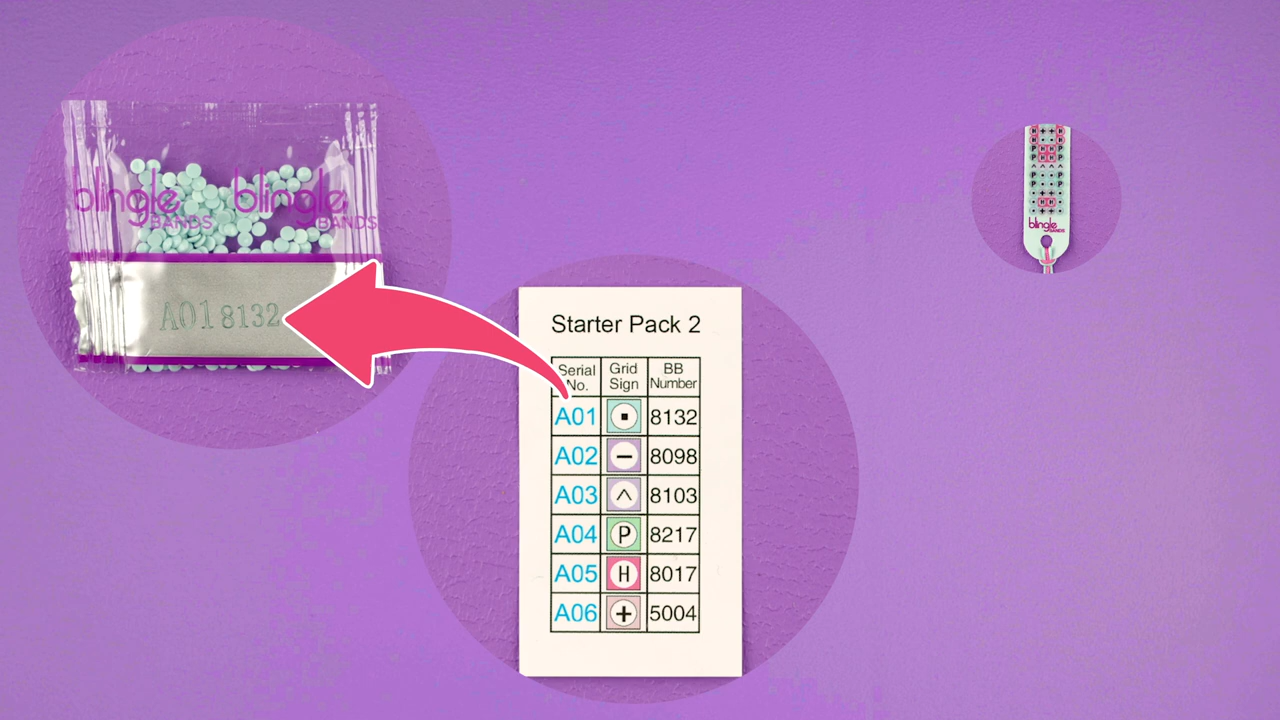 blingle blingle
BANDS BANDS
A01 8132
Starter Pack 2
Serial No. Grid Sign BB Number
A01 ▪ 8132
A02 − 8098
A03 ^ 8103
A04 P 8217
A05 H 8017
A06 + 5004
blingle
BANDS